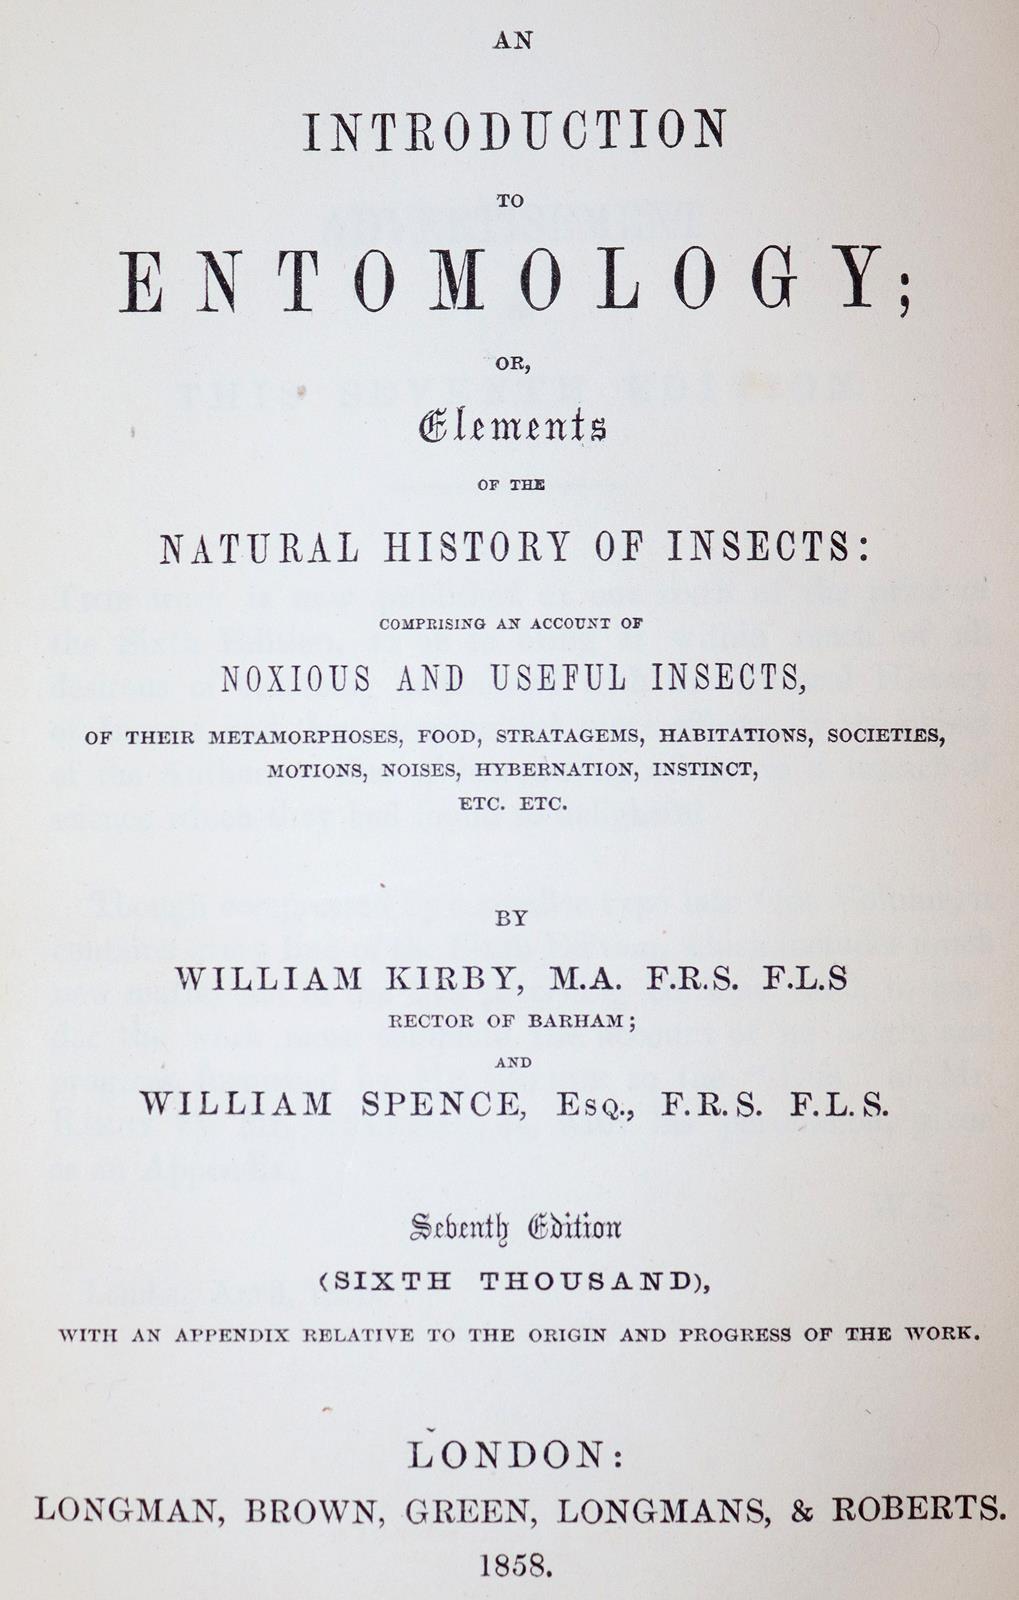 AN
INTRODUCTION
TO
ENTOMOLOGY;
OR,
Elements
OF THE
NATURAL HISTORY OF INSECTS:
COMPRISING AN ACCOUNT OF
NOXIOUS AND USEFUL INSECTS,
OF THEIR METAMORPHOSES, FOOD, STRATAGEMS, HABITATIONS, SOCIETIES,
MOTIONS, NOISES, HYBERNATION, INSTINCT,
ETC. ETC.
BY
WILLIAM KIRBY, M.A. F.R.S. F.L.S
RECTOR OF BARHAM;
AND
WILLIAM SPENCE, Esq., F.R.S. F.L.S.
Seventh Edition
(SIXTH THOUSAND),
WITH AN APPENDIX RELATIVE TO THE ORIGIN AND PROGRESS OF THE WORK.
LONDON:
LONGMAN, BROWN, GREEN, LONGMANS, & ROBERTS.
1858.